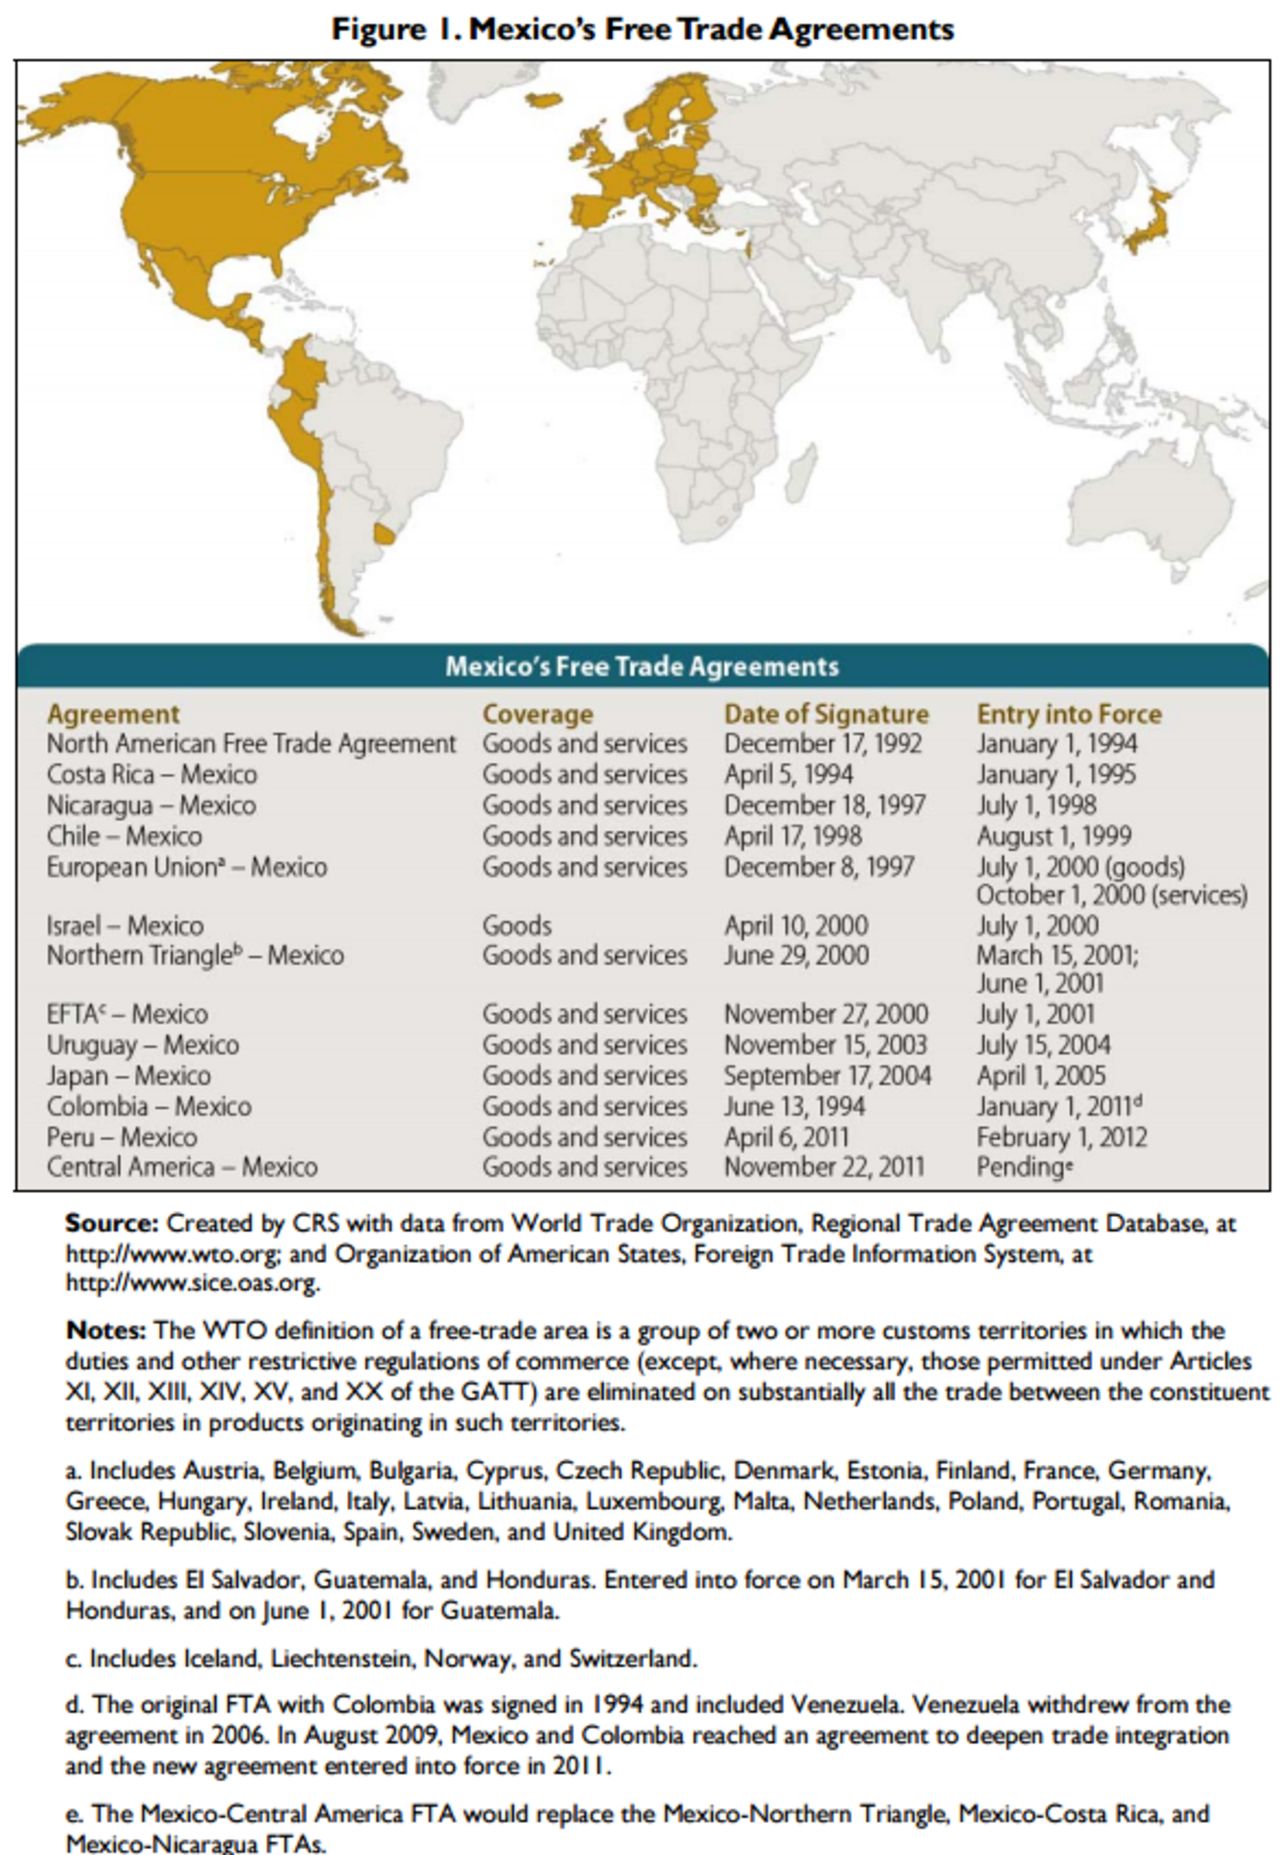 Figure 1. Mexico's Free Trade Agreements
Mexico's Free Trade Agreements
Agreement Coverage Date of Signature Entry into Force
North American Free Trade Agreement Goods and services December 17, 1992 January 1, 1994
Costa Rica – Mexico Goods and services April 5, 1994 January 1, 1995
Nicaragua – Mexico Goods and services December 18, 1997 July 1, 1998
Chile – Mexico Goods and services April 17, 1998 August 1, 1999
European Unionᵃ – Mexico Goods and services December 8, 1997 July 1, 2000 (goods)
October 1, 2000 (services)
Israel – Mexico Goods April 10, 2000 July 1, 2000
Northern Triangleᵇ – Mexico Goods and services June 29, 2000 March 15, 2001;
June 1, 2001
EFTAᶜ – Mexico Goods and services November 27, 2000 July 1, 2001
Uruguay – Mexico Goods and services November 15, 2003 July 15, 2004
Japan – Mexico Goods and services September 17, 2004 April 1, 2005
Colombia – Mexico Goods and services June 13, 1994 January 1, 2011ᵈ
Peru – Mexico Goods and services April 6, 2011 February 1, 2012
Central America – Mexico Goods and services November 22, 2011 Pendingᵉ
Source: Created by CRS with data from World Trade Organization, Regional Trade Agreement Database, at
http://www.wto.org; and Organization of American States, Foreign Trade Information System, at
http://www.sice.oas.org.
Notes: The WTO definition of a free-trade area is a group of two or more customs territories in which the
duties and other restrictive regulations of commerce (except, where necessary, those permitted under Articles
XI, XII, XIII, XIV, XV, and XX of the GATT) are eliminated on substantially all the trade between the constituent
territories in products originating in such territories.
a. Includes Austria, Belgium, Bulgaria, Cyprus, Czech Republic, Denmark, Estonia, Finland, France, Germany,
Greece, Hungary, Ireland, Italy, Latvia, Lithuania, Luxembourg, Malta, Netherlands, Poland, Portugal, Romania,
Slovak Republic, Slovenia, Spain, Sweden, and United Kingdom.
b. Includes El Salvador, Guatemala, and Honduras. Entered into force on March 15, 2001 for El Salvador and
Honduras, and on June 1, 2001 for Guatemala.
c. Includes Iceland, Liechtenstein, Norway, and Switzerland.
d. The original FTA with Colombia was signed in 1994 and included Venezuela. Venezuela withdrew from the
agreement in 2006. In August 2009, Mexico and Colombia reached an agreement to deepen trade integration
and the new agreement entered into force in 2011.
e. The Mexico-Central America FTA would replace the Mexico-Northern Triangle, Mexico-Costa Rica, and
Mexico-Nicaragua FTAs.